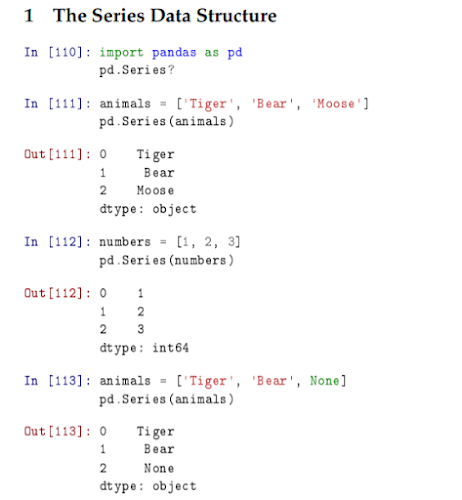 1 The Series Data Structure
In [110]: import pandas as pd
pd.Series?
In [111]: animals = ['Tiger', 'Bear', 'Moose']
pd.Series(animals)
Out[111]: 0 Tiger
1 Bear
2 Moose
dtype: object
In [112]: numbers = [1, 2, 3]
pd.Series(numbers)
Out[112]: 0 1
1 2
2 3
dtype: int64
In [113]: animals = ['Tiger', 'Bear', None]
pd.Series(animals)
Out[113]: 0 Tiger
1 Bear
2 None
dtype: object